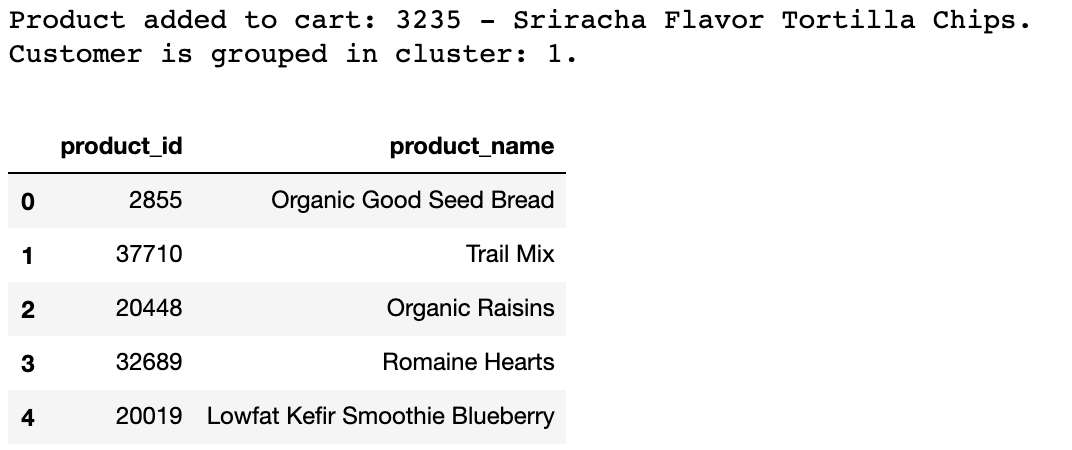 Product added to cart: 3235 - Sriracha Flavor Tortilla Chips.
Customer is grouped in cluster: 1.
product_id product_name
0 2855 Organic Good Seed Bread
1 37710 Trail Mix
2 20448 Organic Raisins
3 32689 Romaine Hearts
4 20019 Lowfat Kefir Smoothie Blueberry